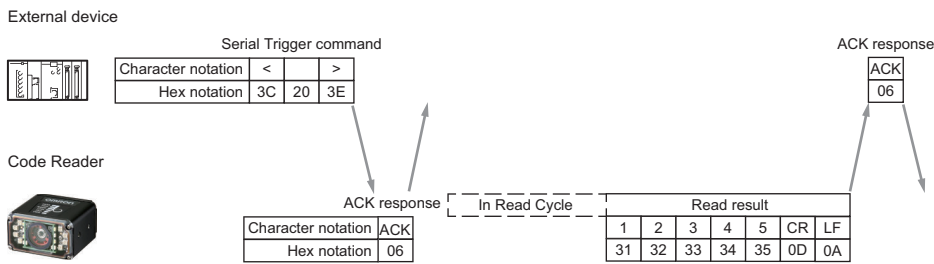 External device
Serial Trigger command
ACK response
Character notation < >
Hex notation 3C 20 3E
ACK
06
Code Reader
ACK response
In Read Cycle
Read result
Character notation ACK
Hex notation 06
1 2 3 4 5 CR LF
31 32 33 34 35 0D 0A